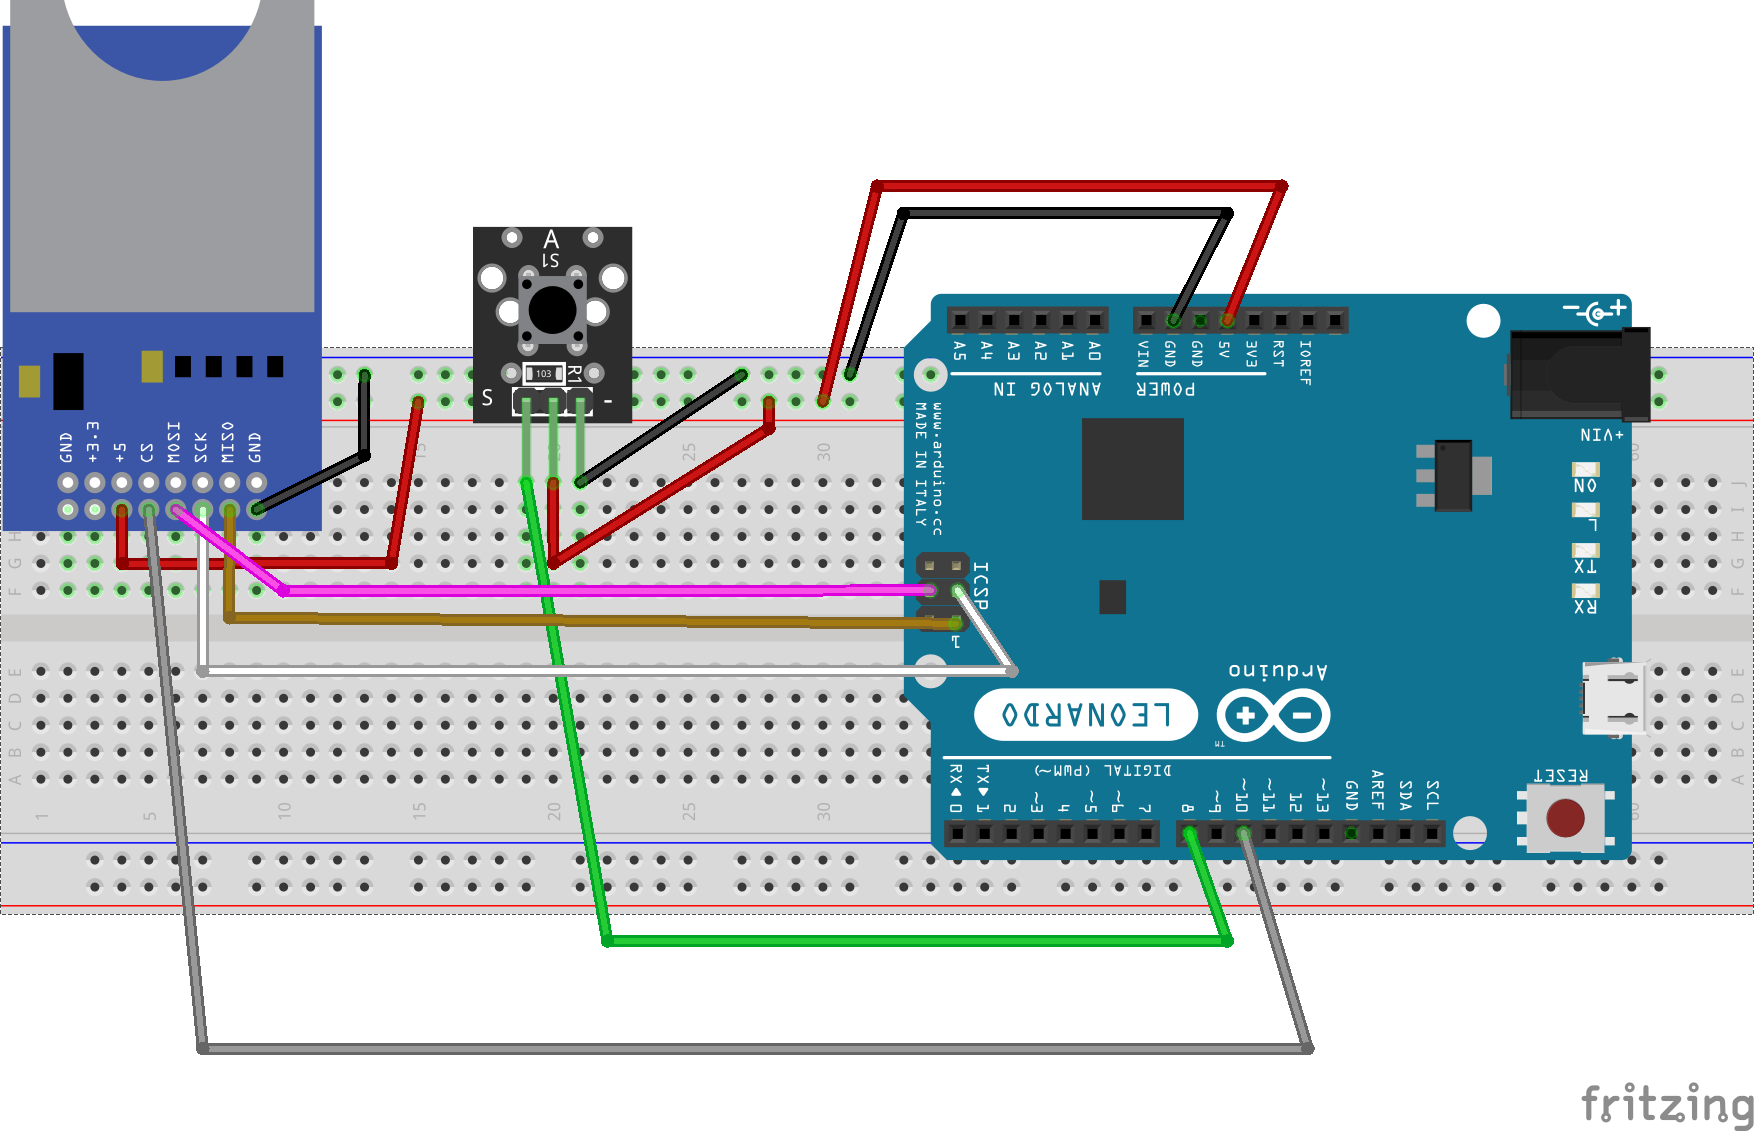 A
S1
103
R1
S
-
GND
+3.3
+5
CS
MOSI
SCK
MISO
GND
A5
A4
A3
A2
A1
A0
ANALOG IN
VIN
GND
GND
5V
3V3
RST
IOREF
POWER
- +
+VIN
www.arduino.cc
MADE IN ITALY
ON
L
TX
RX
ICSP
1
Arduino
LEONARDO
TM
DIGITAL (PWM~)
RX 0
TX 1
2
~3
4
~5
~6
7
8
~9
~10
~11
12
~13
GND
AREF
SDA
SCL
RESET
15
20
25
30
60
J
I
H
G
F
H
G
F
E
D
C
B
A
E
D
C
B
A
1
5
10
15
20
25
30
60
fritzing